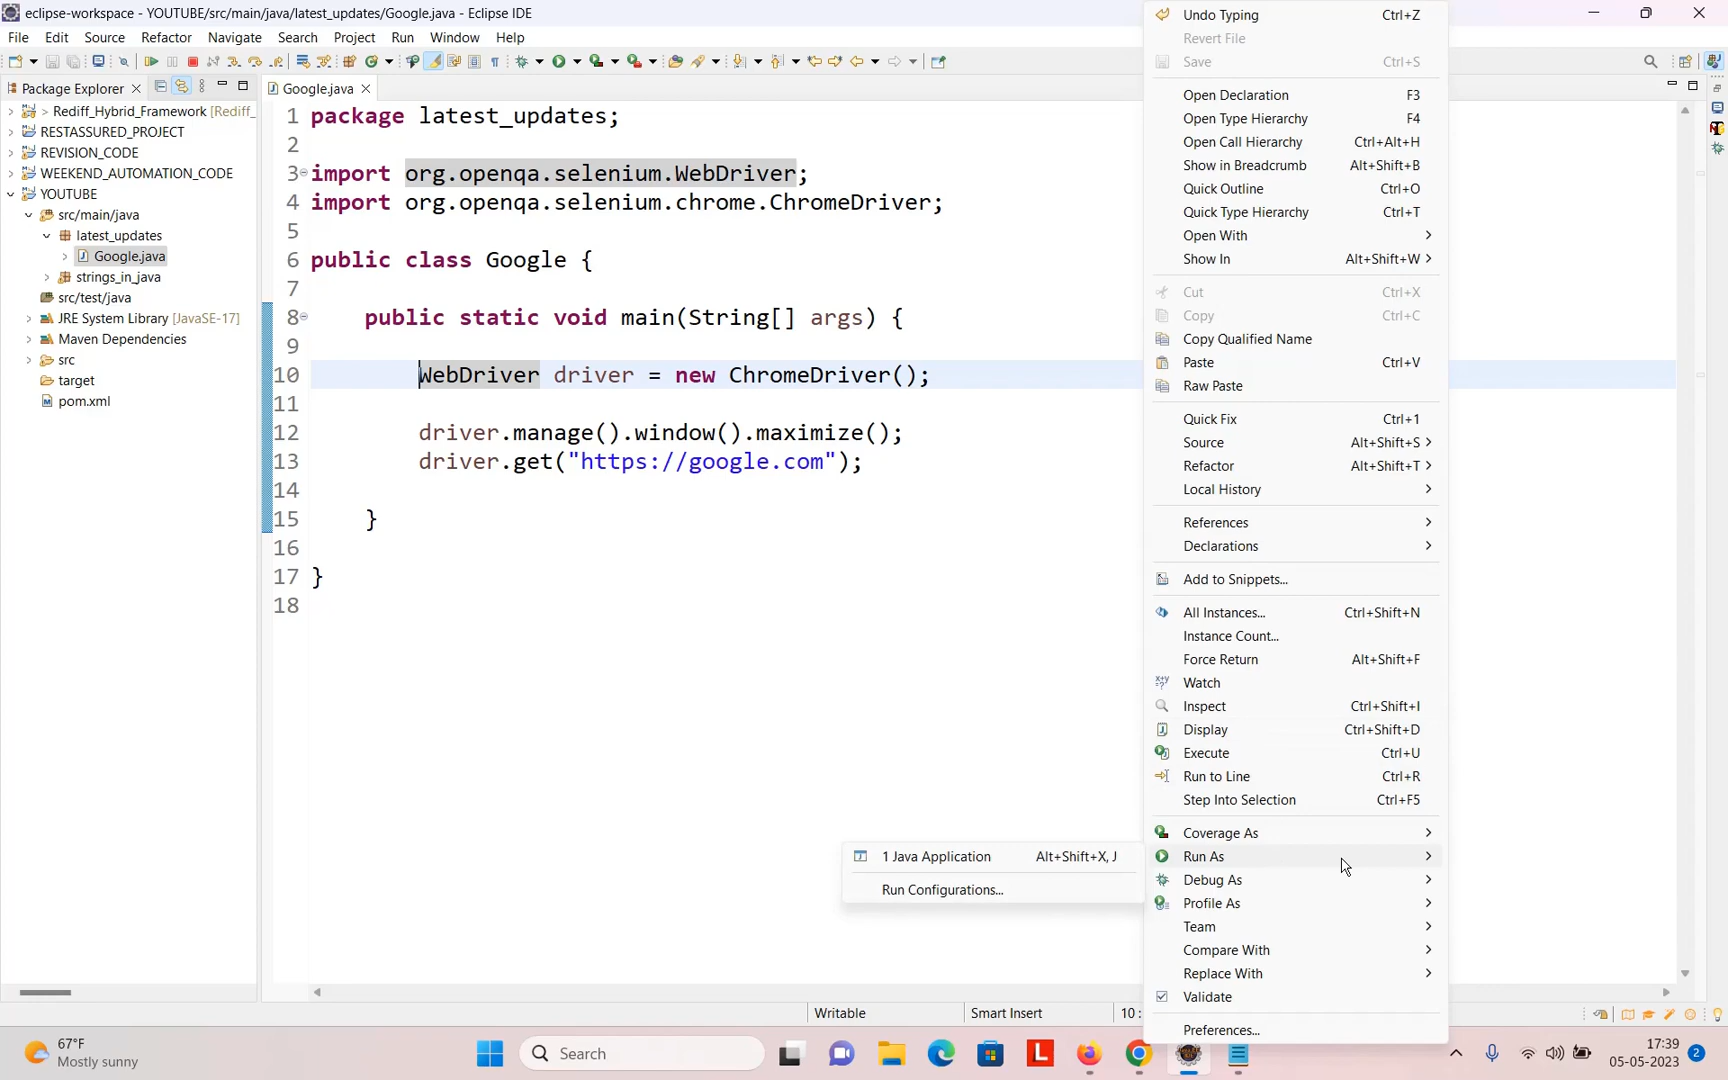 eclipse-workspace - YOUTUBE/src/main/java/latest_updates/Google.java - Eclipse IDE
File Edit Source Refactor Navigate Search Project Run Window Help
Package Explorer
> Rediff_Hybrid_Framework [Rediff_
RESTASSURED_PROJECT
REVISION_CODE
WEEKEND_AUTOMATION_CODE
YOUTUBE
src/main/java
latest_updates
Google.java
strings_in_java
src/test/java
JRE System Library [JavaSE-17]
Maven Dependencies
src
target
pom.xml
Google.java
1 package latest_updates;
2
3 import org.openqa.selenium.WebDriver;
4 import org.openqa.selenium.chrome.ChromeDriver;
5
6 public class Google {
7
8 public static void main(String[] args) {
9
10 WebDriver driver = new ChromeDriver();
11
12 driver.manage().window().maximize();
13 driver.get("https://google.com");
14
15 }
16
17 }
18
Undo Typing Ctrl+Z
Revert File
Save Ctrl+S
Open Declaration F3
Open Type Hierarchy F4
Open Call Hierarchy Ctrl+Alt+H
Show in Breadcrumb Alt+Shift+B
Quick Outline Ctrl+O
Quick Type Hierarchy Ctrl+T
Open With
Show In Alt+Shift+W
Cut Ctrl+X
Copy Ctrl+C
Copy Qualified Name
Paste Ctrl+V
Raw Paste
Quick Fix Ctrl+1
Source Alt+Shift+S
Refactor Alt+Shift+T
Local History
References
Declarations
Add to Snippets...
All Instances... Ctrl+Shift+N
Instance Count...
Force Return Alt+Shift+F
Watch
Inspect Ctrl+Shift+I
Display Ctrl+Shift+D
Execute Ctrl+U
Run to Line Ctrl+R
Step Into Selection Ctrl+F5
Coverage As
Run As
Debug As
Profile As
Team
Compare With
Replace With
Validate
Preferences...
1 Java Application Alt+Shift+X, J
Run Configurations...
Writable Smart Insert 10 :
67°F
Mostly sunny
Search
L
17:39
05-05-2023
2